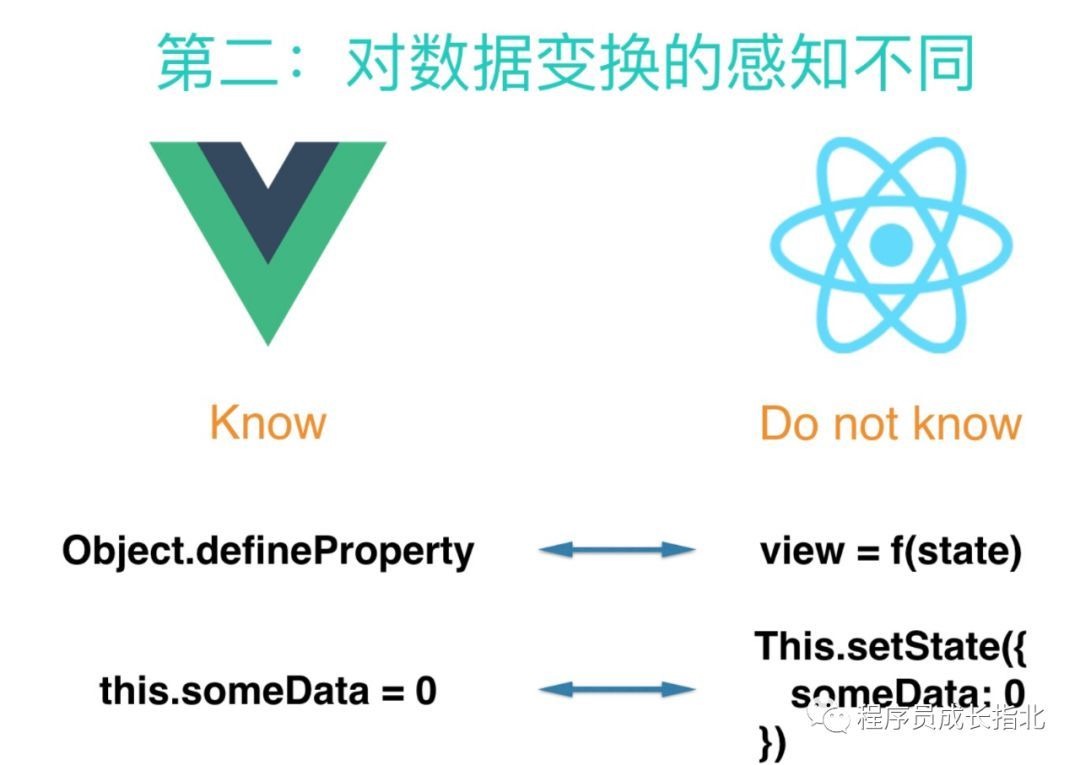 第二：对数据变换的感知不同
Know
Do not know
Object.defineProperty
view = f(state)
this.someData = 0
This.setState({
someData: 0
})
程序员成长指北